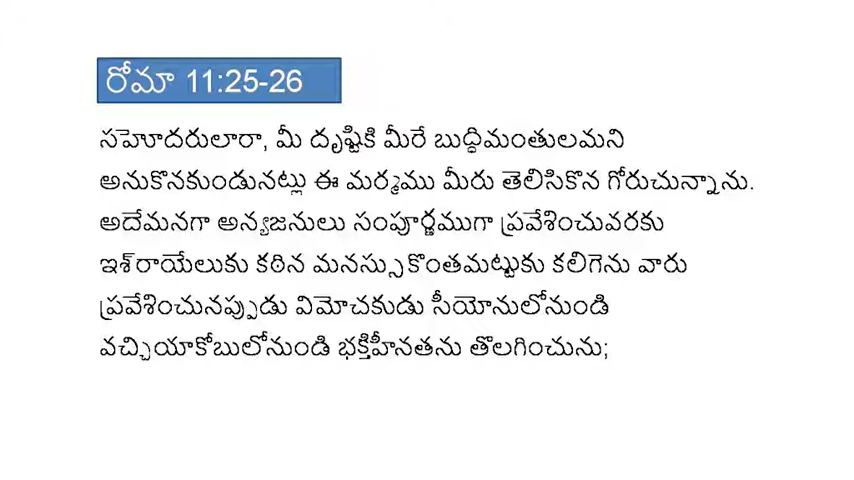 రోమా 11:25-26
సహెూదరులారా, మీ దృష్టికి మీరే బుద్ధిమంతులమని
అనుకొనకుండునట్లు ఈ మర్మము మీరు తెలిసికొన గోరుచున్నాను.
అదేమనగా అన్యజనులు సంపూర్ణముగా ప్రవేశించువరకు
ఇశ్‌రాయేలుకు కఠిన మనస్సు కొంతమట్టుకు కలిగెను వారు
ప్రవేశించునప్పుడు విమోచకుడు సీయోనులోనుండి
వచ్చియాకోబులోనుండి భక్తిహీనతను తొలగించును;